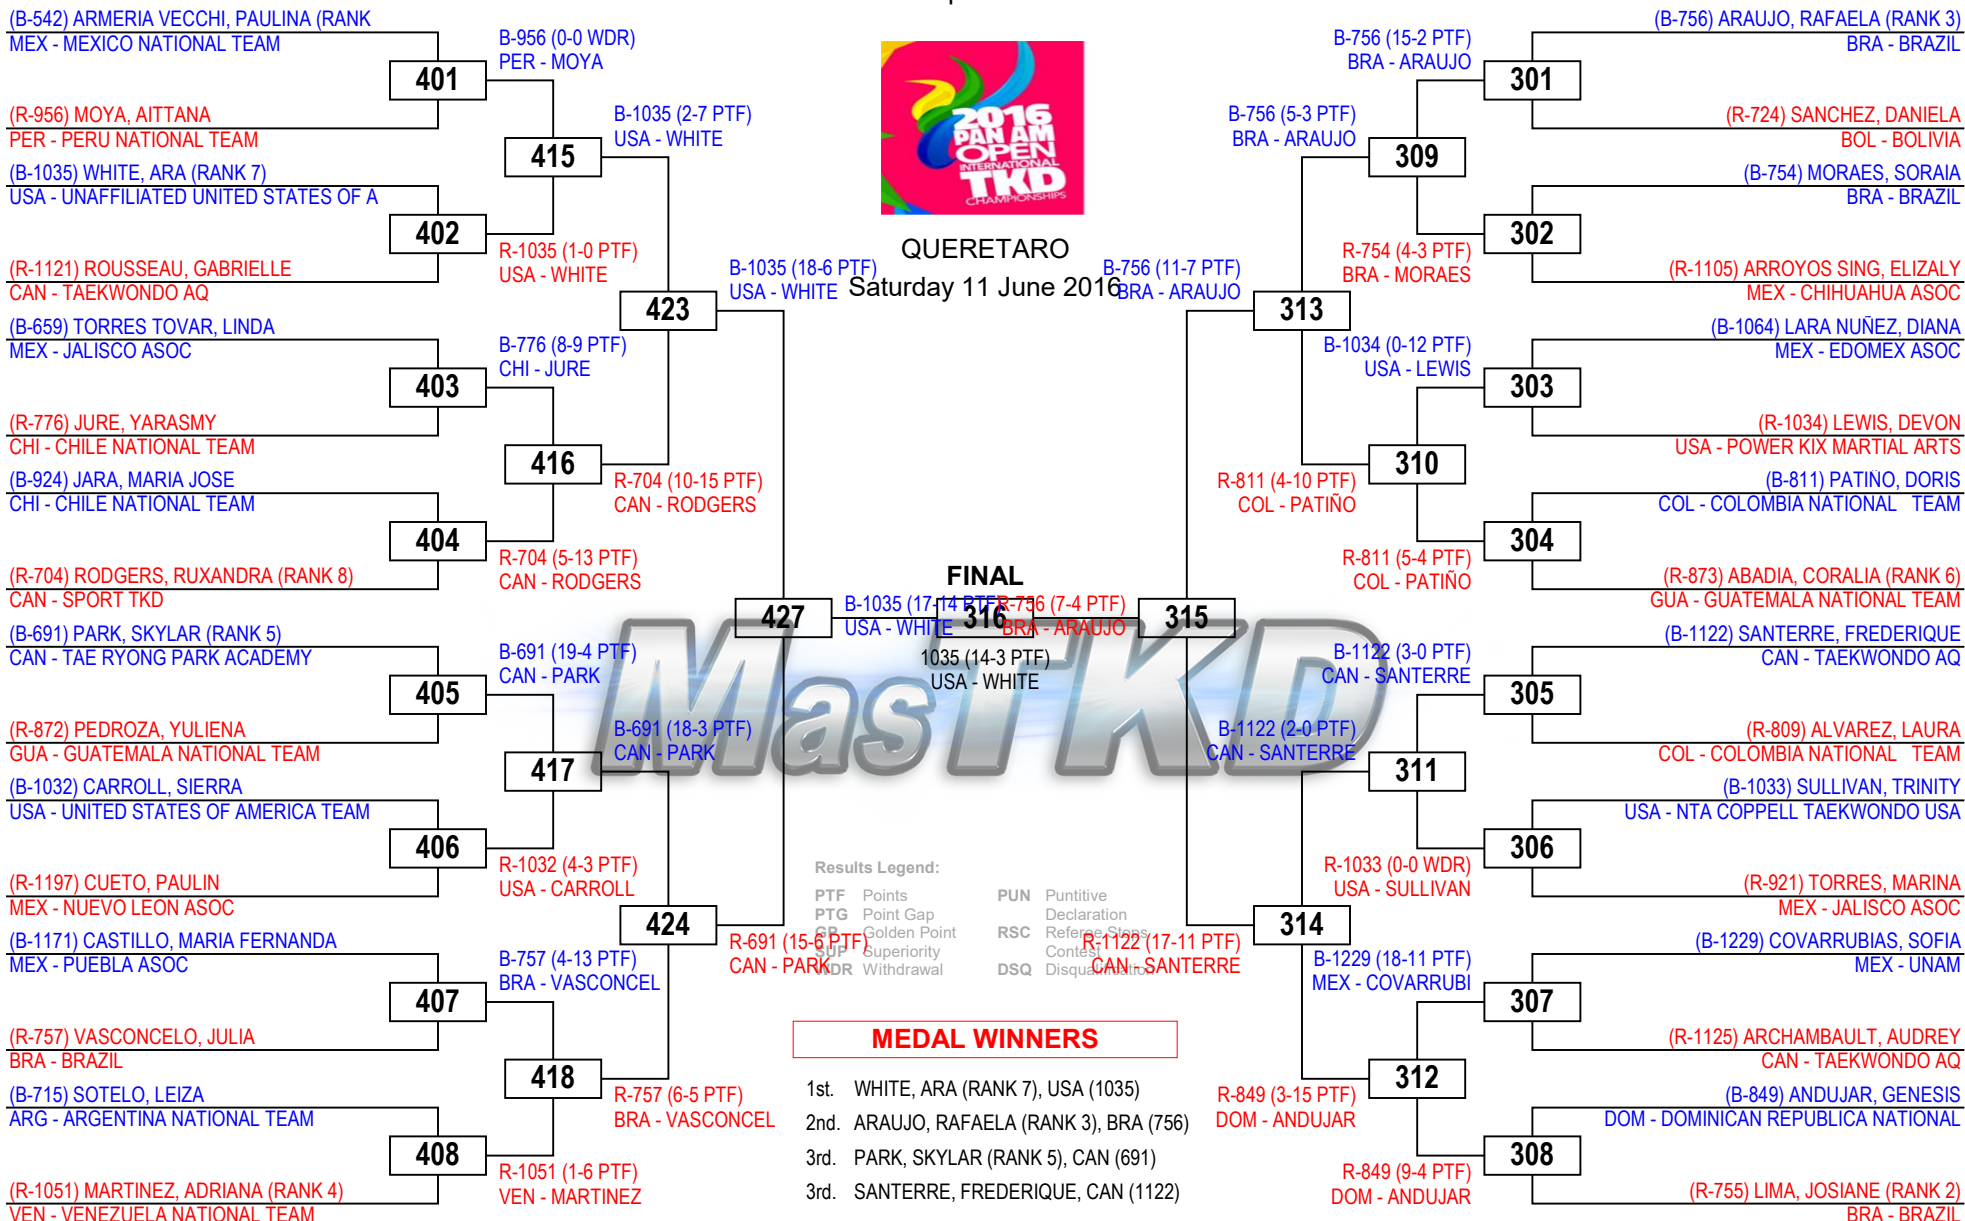 (B-542) ARMERIA VECCHI, PAULINA (RANK
MEX - MEXICO NATIONAL TEAM
401
(R-956) MOYA, AITTANA
PER - PERU NATIONAL TEAM
(B-1035) WHITE, ARA (RANK 7)
USA - UNAFFILIATED UNITED STATES OF A
402
(R-1121) ROUSSEAU, GABRIELLE
CAN - TAEKWONDO AQ
(B-659) TORRES TOVAR, LINDA
MEX - JALISCO ASOC
403
(R-776) JURE, YARASMY
CHI - CHILE NATIONAL TEAM
(B-924) JARA, MARIA JOSE
CHI - CHILE NATIONAL TEAM
404
(R-704) RODGERS, RUXANDRA (RANK 8)
CAN - SPORT TKD
(B-691) PARK, SKYLAR (RANK 5)
CAN - TAE RYONG PARK ACADEMY
405
(R-872) PEDROZA, YULIENA
GUA - GUATEMALA NATIONAL TEAM
(B-1032) CARROLL, SIERRA
USA - UNITED STATES OF AMERICA TEAM
406
(R-1197) CUETO, PAULIN
MEX - NUEVO LEON ASOC
(B-1171) CASTILLO, MARIA FERNANDA
MEX - PUEBLA ASOC
407
(R-757) VASCONCELO, JULIA
BRA - BRAZIL
(B-715) SOTELO, LEIZA
ARG - ARGENTINA NATIONAL TEAM
408
(R-1051) MARTINEZ, ADRIANA (RANK 4)
VEN - VENEZUELA NATIONAL TEAM
B-956 (0-0 WDR)
PER - MOYA
415
R-1035 (1-0 PTF)
USA - WHITE
B-776 (8-9 PTF)
CHI - JURE
416
R-704 (5-13 PTF)
CAN - RODGERS
B-691 (19-4 PTF)
CAN - PARK
417
R-1032 (4-3 PTF)
USA - CARROLL
B-757 (4-13 PTF)
BRA - VASCONCEL
418
R-1051 (1-6 PTF)
VEN - MARTINEZ
B-1035 (2-7 PTF)
USA - WHITE
423
R-704 (10-15 PTF)
CAN - RODGERS
B-691 (18-3 PTF)
CAN - PARK
424
R-757 (6-5 PTF)
BRA - VASCONCEL
B-1035 (18-6 PTF)
USA - WHITE
427
R-691 (15-6 PTF)
CAN - PARK
2016
PAN AM
OPEN
INTERNATIONAL
TKD
CHAMPIONSHIPS
QUERETARO
Saturday 11 June 2016
FINAL
B-1035 (17-14 PTF)
USA - WHITE
316
R-756 (7-4 PTF)
BRA - ARAUJO
1035 (14-3 PTF)
USA - WHITE
MasTKD
Results Legend:
PTF Points
PTG Point Gap
GP Golden Point
SUP Superiority
WDR Withdrawal
PUN Puntitive Declaration
RSC Referee Stops Contest
DSQ Disqualification
MEDAL WINNERS
1st. WHITE, ARA (RANK 7), USA (1035)
2nd. ARAUJO, RAFAELA (RANK 3), BRA (756)
3rd. PARK, SKYLAR (RANK 5), CAN (691)
3rd. SANTERRE, FREDERIQUE, CAN (1122)
B-756 (11-7 PTF)
BRA - ARAUJO
315
R-1122 (17-11 PTF)
CAN - SANTERRE
B-756 (5-3 PTF)
BRA - ARAUJO
313
R-811 (4-10 PTF)
COL - PATIÑO
B-1122 (2-0 PTF)
CAN - SANTERRE
314
R-849 (3-15 PTF)
DOM - ANDUJAR
B-756 (15-2 PTF)
BRA - ARAUJO
309
R-754 (4-3 PTF)
BRA - MORAES
B-1034 (0-12 PTF)
USA - LEWIS
310
R-811 (5-4 PTF)
COL - PATIÑO
B-1122 (3-0 PTF)
CAN - SANTERRE
311
R-1033 (0-0 WDR)
USA - SULLIVAN
B-1229 (18-11 PTF)
MEX - COVARRUBI
312
R-849 (9-4 PTF)
DOM - ANDUJAR
(B-756) ARAUJO, RAFAELA (RANK 3)
BRA - BRAZIL
301
(R-724) SANCHEZ, DANIELA
BOL - BOLIVIA
(B-754) MORAES, SORAIA
BRA - BRAZIL
302
(R-1105) ARROYOS SING, ELIZALY
MEX - CHIHUAHUA ASOC
(B-1064) LARA NUÑEZ, DIANA
MEX - EDOMEX ASOC
303
(R-1034) LEWIS, DEVON
USA - POWER KIX MARTIAL ARTS
(B-811) PATIÑO, DORIS
COL - COLOMBIA NATIONAL TEAM
304
(R-873) ABADIA, CORALIA (RANK 6)
GUA - GUATEMALA NATIONAL TEAM
(B-1122) SANTERRE, FREDERIQUE
CAN - TAEKWONDO AQ
305
(R-809) ALVAREZ, LAURA
COL - COLOMBIA NATIONAL TEAM
(B-1033) SULLIVAN, TRINITY
USA - NTA COPPELL TAEKWONDO USA
306
(R-921) TORRES, MARINA
MEX - JALISCO ASOC
(B-1229) COVARRUBIAS, SOFIA
MEX - UNAM
307
(R-1125) ARCHAMBAULT, AUDREY
CAN - TAEKWONDO AQ
(B-849) ANDUJAR, GENESIS
DOM - DOMINICAN REPUBLICA NATIONAL
308
(R-755) LIMA, JOSIANE (RANK 2)
BRA - BRAZIL